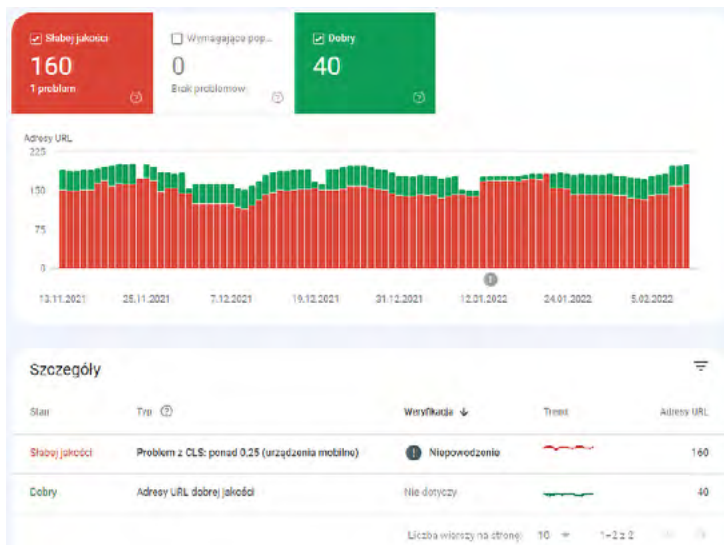 Słabej jakości
160
1 problem
Wymagające pop...
0
Brak problemów
Dobry
40
Adresy URL
225
150
75
0
13.11.2021 25.11.2021 7.12.2021 19.12.2021 31.12.2021 12.01.2022 24.01.2022 5.02.2022
Szczegóły
Stan Typ Weryfikacja Trend Adresy URL
Słabej jakości Problem z CLS: ponad 0,25 (urządzenia mobilne) Niepowodzenie 160
Dobry Adresy URL dobrej jakości Nie dotyczy 40
Liczba wierszy na stronę: 10 1–2 z 2